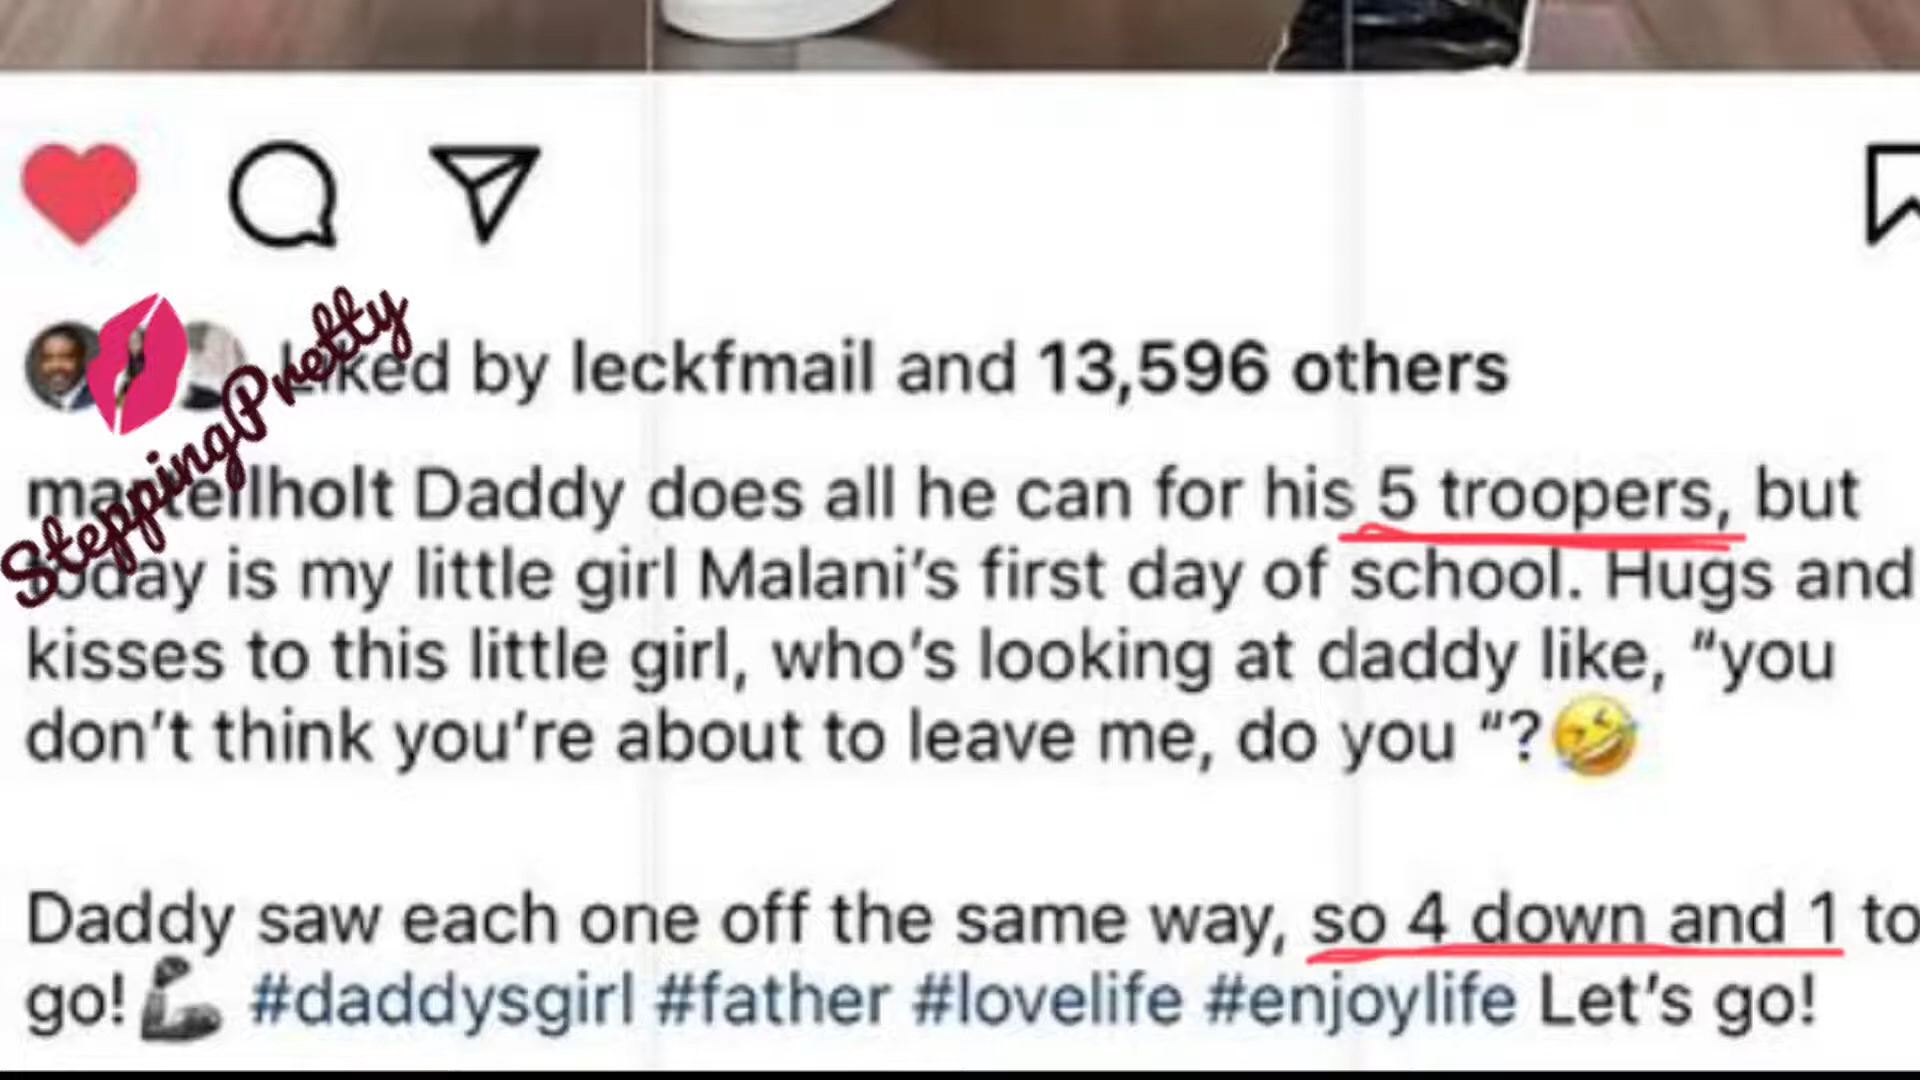 Liked by leckfmail and 13,596 others
martellholt Daddy does all he can for his 5 troopers, but
today is my little girl Malani’s first day of school. Hugs and
kisses to this little girl, who’s looking at daddy like, “you
don’t think you’re about to leave me, do you “?🤣
Daddy saw each one off the same way, so 4 down and 1 to
go!💪🏿 #daddysgirl #father #lovelife #enjoylife Let’s go!
SteppingPretty